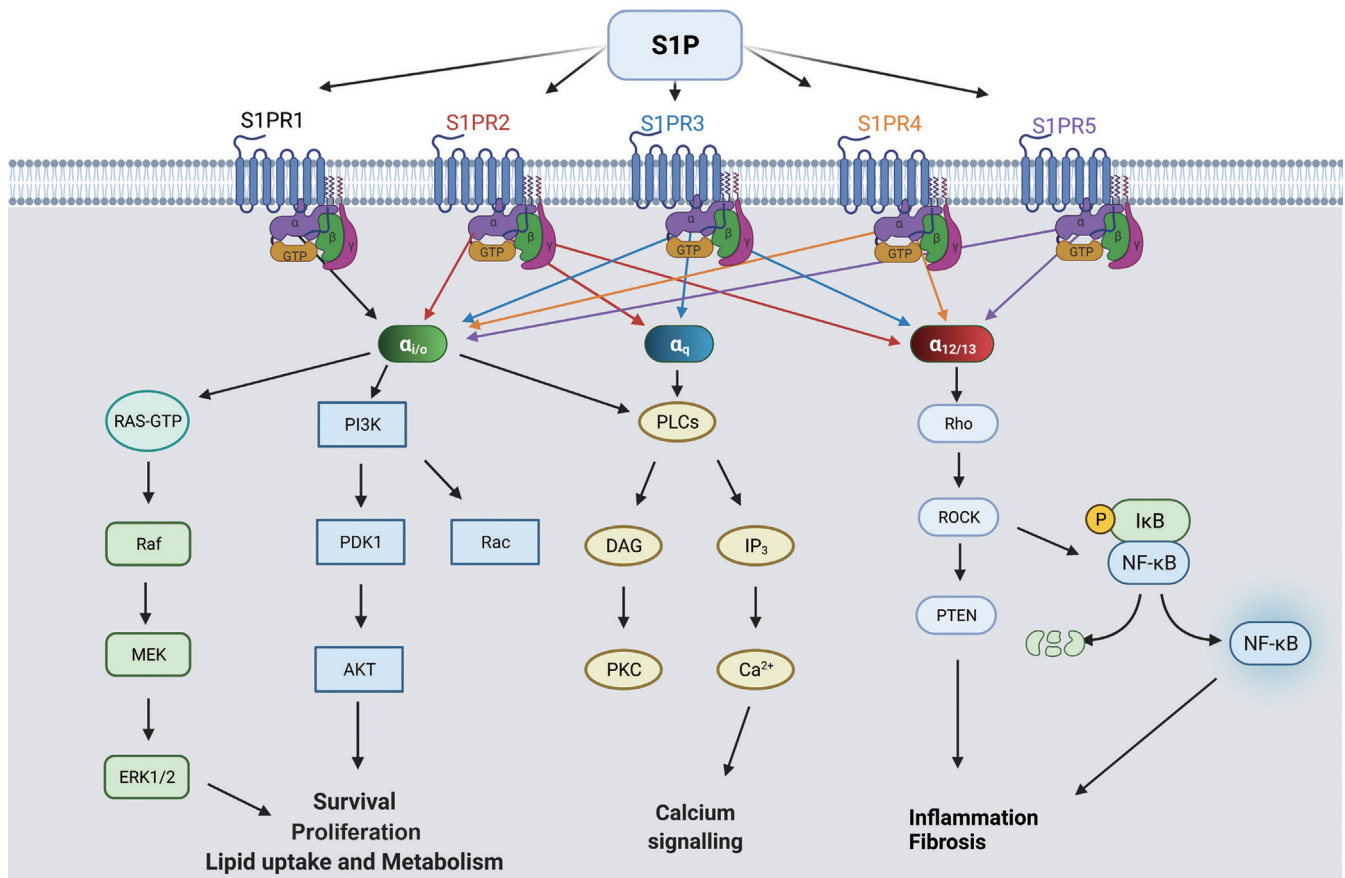 S1P
S1PR1
S1PR2
S1PR3
S1PR4
S1PR5
α
β
γ
GTP
α
β
γ
GTP
α
β
γ
GTP
α
β
γ
GTP
α
β
γ
GTP
αi/o
αq
α12/13
RAS-GTP
PI3K
PLCs
Rho
Raf
PDK1
Rac
DAG
IP3
ROCK
P
IκB
NF-κB
MEK
AKT
PKC
Ca2+
PTEN
NF-κB
ERK1/2
Survival
Proliferation
Lipid uptake and Metabolism
Calcium
signalling
Inflammation
Fibrosis